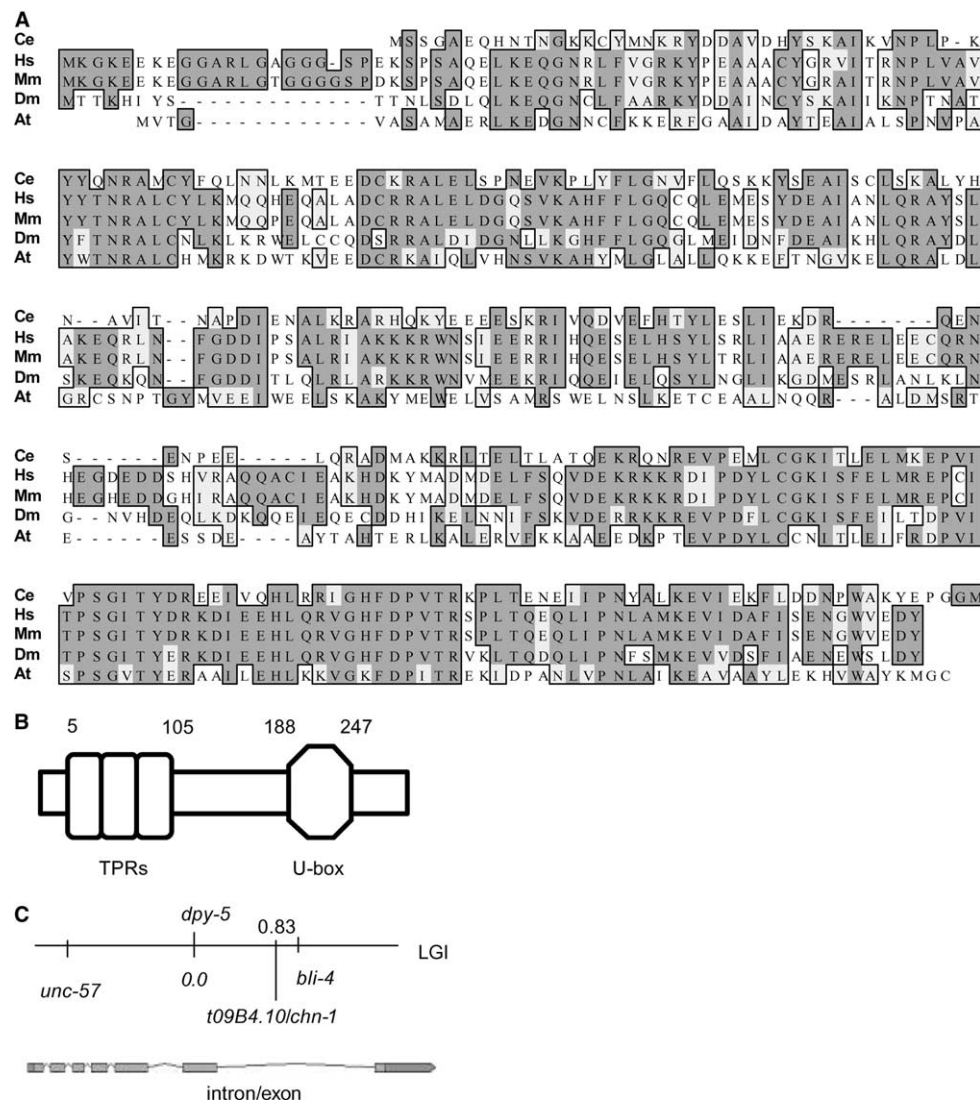 A
Ce MSSGAEQHNTNGKKCYMNKRYDDAVDHYSKAIKVNPLP-K
Hs MKGKEEKEGGARLGAGGG-SPEKSPSAQELKEQGNRLFVGRKYPEAAACYGRVITRNPLVAV
Mm MKGKEEKEGGARLGTGGGGSPDKSPSAQELKEQGNRLFVGRKYPEAAACYGRAITRNPLVAV
Dm MTTKHIYS-------------TTNLSDLQLKEQGNCLFAARKYDDAINCYSKAIIKNPTNAT
At MVTG------------VASAMAERLKEDGNNCFKKERFGAAIDAYTEAIALSPNVPA
Ce YYQNRAMCYFQLNNLKMTEEDCKRALELSPNEVKPLYFLGNVFLQSKKYSEAISCLSKALYH
Hs YYTNRALCYLKMQQHEQALADCRRALELDGQSVKAHFFLGQCQLEMESYDEAIANLQRAYSL
Mm YYTNRALCYLKMQQPEQALADCRRALELDGQSVKAHFFLGQCQLEMESYDEAIANLQRAYSL
Dm YFTNRALCNLKLKRWELCCQDSRRALDIDGNLLKGHFFLGQGLMEIDNFDEAIKHLQRAYDL
At YWTNRALCHMKRKDWTKVEEDCRKAIQLVHNSVKAHYMLGLALLQKKEFTNGVKELQRALDL
Ce N--AVIT--NAPDIENALKRARHQKYEEEESKRIVQDVEFHTYLESLIEKDR-------QEN
Hs AKEQRLN--FGDDIPSALRIAKKKRWNSIEERRIHQESELHSYLSRLIAAERERELEECQRN
Mm AKEQRLN--FGDDIPSALRIAKKKRWNSIEERRIHQESELHSYLTRLIAAERERELEECQRN
Dm SKEQKQN--FGDDITLQLRLARKKRWNVMEEKRIQQEIELQSYLNGLIKGDMESRLANLKLN
At GRCSNPTGYMVEEIWEELSKAKYMEWELVSAMRSWELNSLKETCEAALNQQR---ALDMSRT
Ce S------ENPEE-----LQRADMAKKRLTELTLATQEKRQNREVPEMLCGKITLELMKEPVI
Hs HEGDEDDSHVRAQQACIEAKHDKYMADMDELFSQVDEKRKKRDIPDYLCGKISFELMREPCI
Mm HEGHEDDGHIRAQQACIEAKHDKYMADMDELFSQVDEKRKKRDIPDYLCGKISFELMREPCI
Dm G--NVHDEQLKDKQQEIEQECDDHIKELNNIFSKVDERRKKREVPDFLCGKISFEILTDPVI
At E------ESSDE----AYTAHTERLKALERVFKKAAEEDKPTEVPDYLCCNITLEIFRDPVI
Ce VPSGITYDREEIVQHLRRIGHFDPVTRKPLTENEIIPNYALKEVIEKFLDDNPWAKYEPGGM
Hs TPSGITYDRKDIEEHLQRVGHFDPVTRSPLTQEQLIPNLAMKEVIDAFISENGWVEDY
Mm TPSGITYDRKDIEEHLQRVGHFDPVTRSPLTQEQLIPNLAMKEVIDAFISENGWVEDY
Dm TPSGITYERKDIEEHLQRVGHFDPVTRVKLTQDQLIPNFSMKEVVDSFIAENEWSLDY
At SPSGVTYERAAILEHLKKVGKFDPITREKIDPANLVPNLAIKEAVAAYLEKHVWAYKMGC
B
5 105 188 247
TPRs U-box
C
dpy-5 0.83 LGI
unc-57 0.0 bli-4
t09B4.10/chn-1
intron/exon